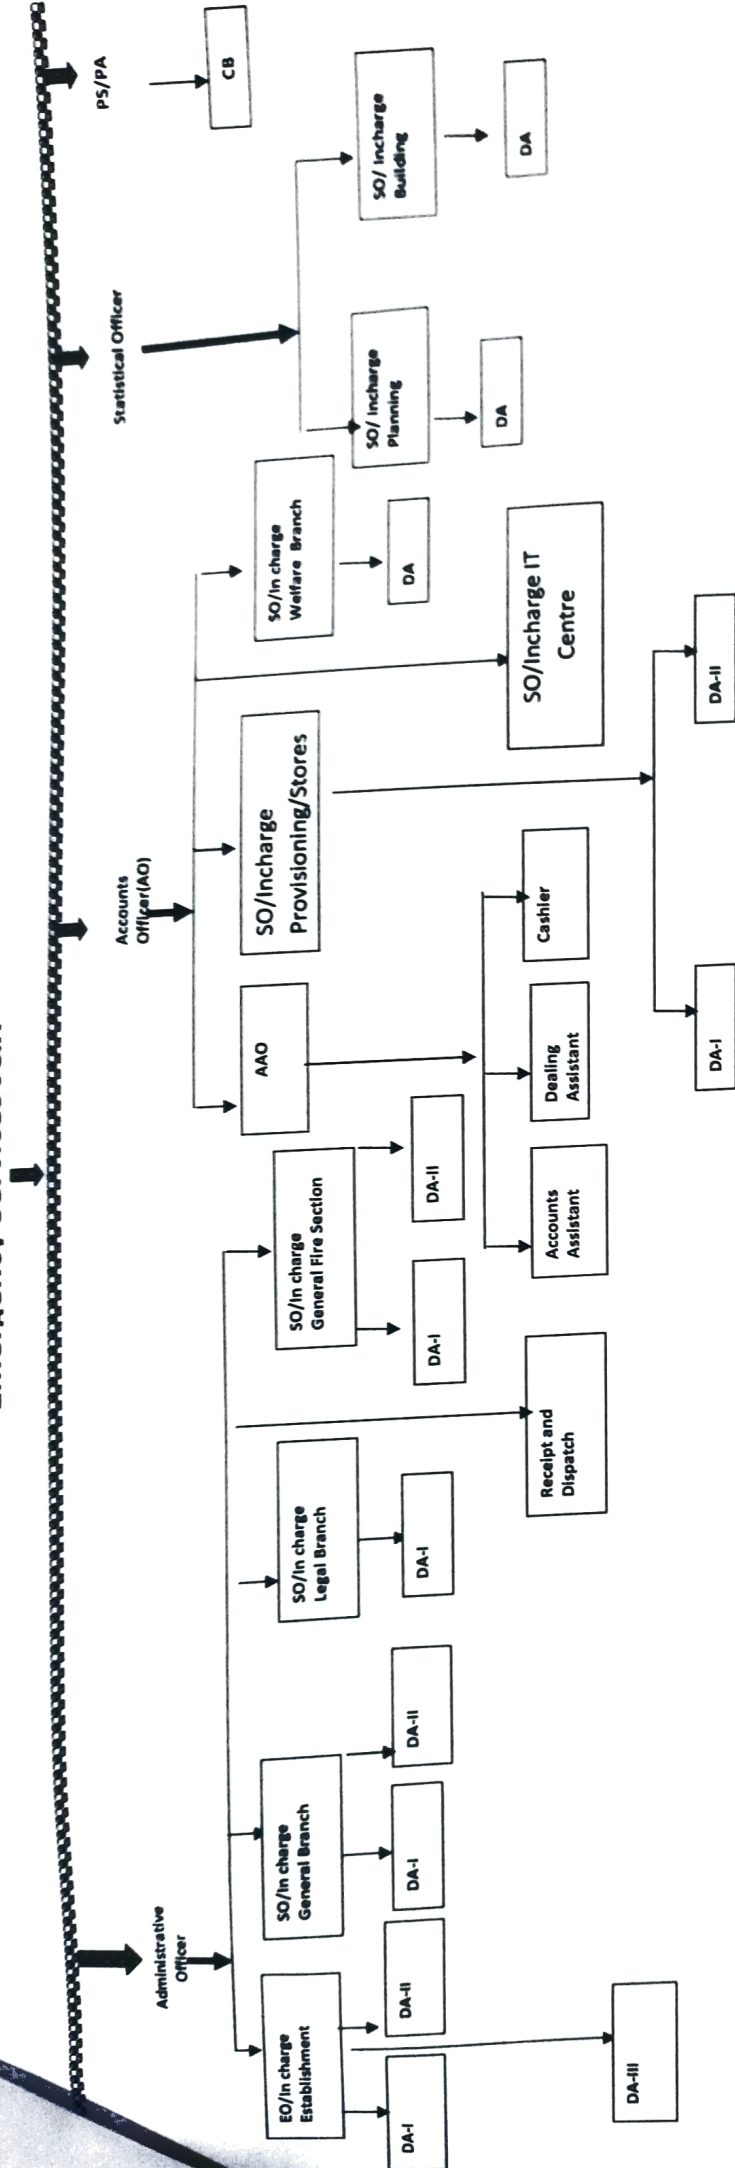 Administrative
Officer
Accounts
Officer(AO)
Statistical Officer
PS/PA
EO/In charge
Establishment
DA-I
DA-II
DA-III
SO/In charge
General Branch
DA-I
DA-II
SO/In charge
Legal Branch
DA-I
Receipt and
Dispatch
SO/In charge
General Fire Section
DA-I
DA-II
AAO
Accounts
Assistant
Dealing
Assistant
Cashier
SO/Incharge
Provisioning/Stores
DA-I
DA-II
SO/Incharge IT
Centre
SO/In charge
Welfare Branch
DA
SO/ Incharge
Planning
DA
SO/ Incharge
Building
DA
CB